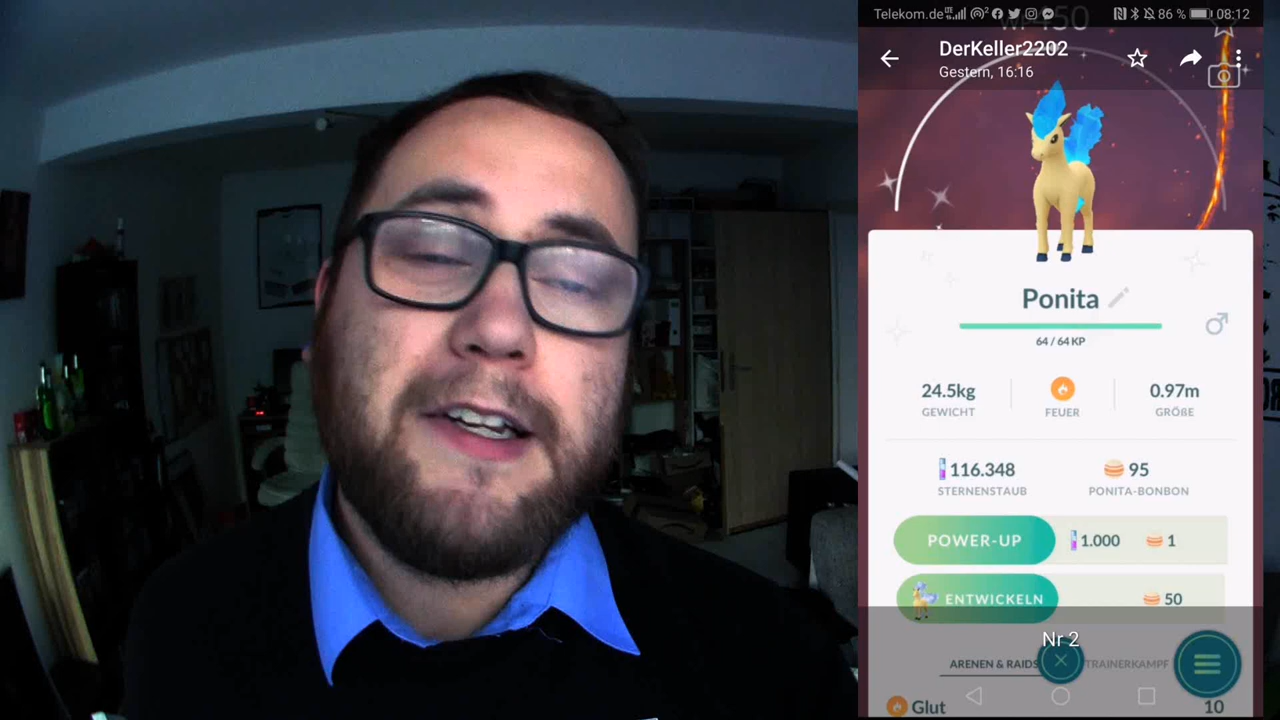 Telekom.de 86 % 08:12
WP450
DerKeller2202
Gestern, 16:16
Ponita
64 / 64 KP
24.5kg 0.97m
GEWICHT FEUER GRÖßE
116.348 95
STERNENSTAUB PONITA-BONBON
POWER-UP 1.000 1
ENTWICKELN 50
Nr 2
ARENEN & RAIDS TRAINERKAMPF
Glut 10